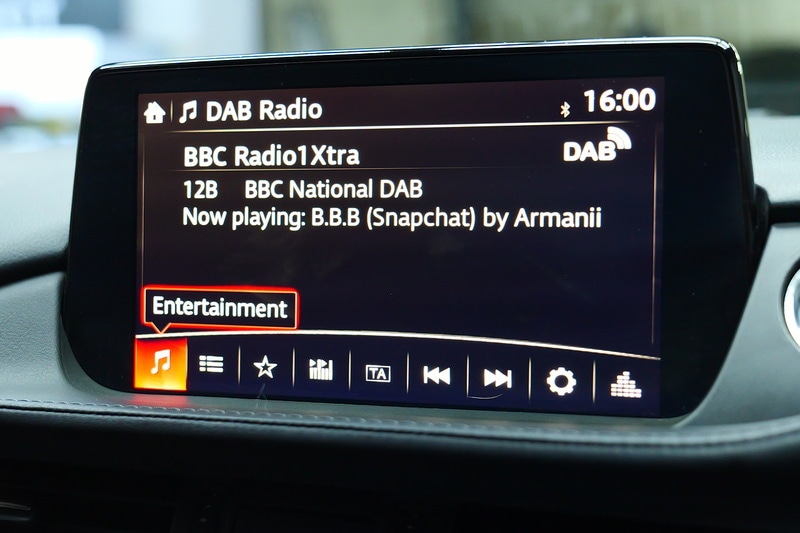 DAB Radio 16:00
BBC Radio1Xtra DAB
12B BBC National DAB
Now playing: B.B.B (Snapchat) by Armanii
Entertainment
TA